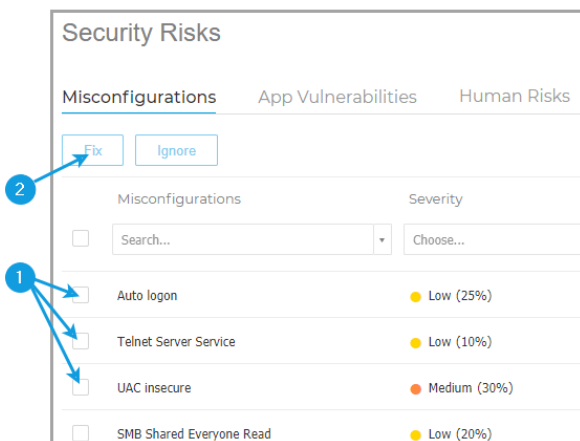 Security Risks
Misconfigurations App Vulnerabilities Human Risks
Fix Ignore
2
Misconfigurations Severity
Search... Choose...
1
Auto logon Low (25%)
Telnet Server Service Low (10%)
UAC insecure Medium (30%)
SMB Shared Everyone Read Low (20%)